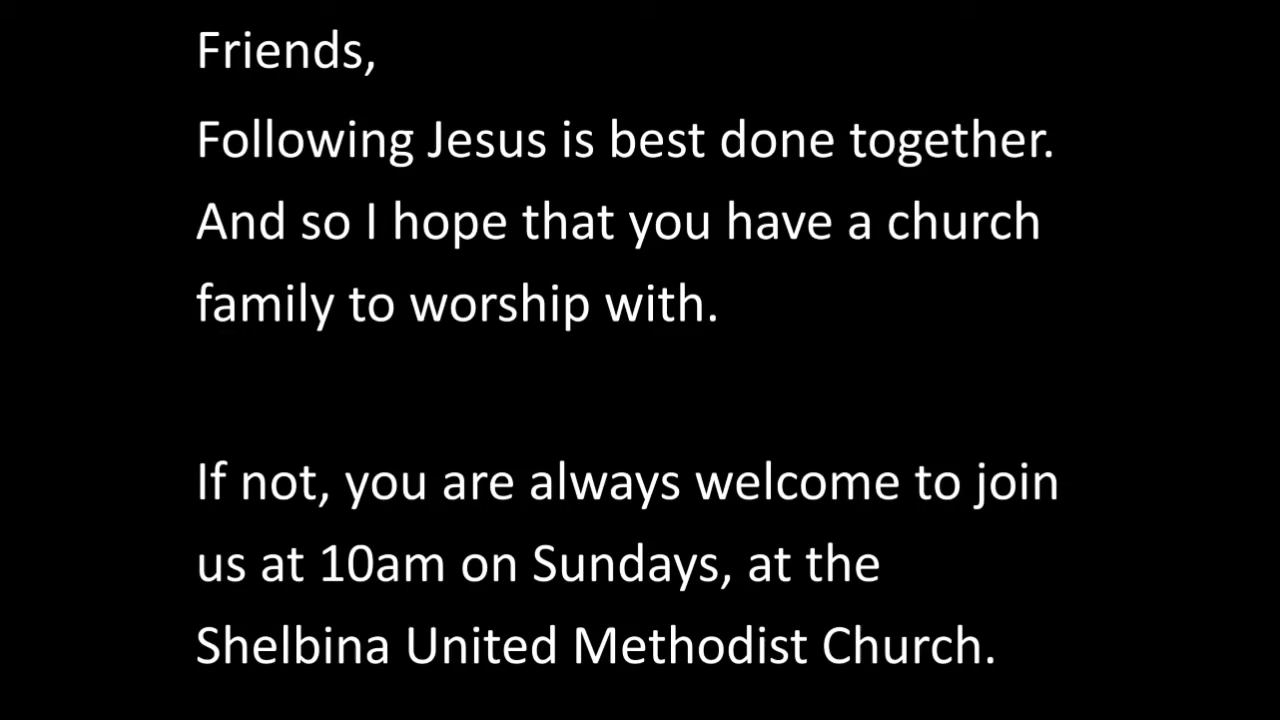 Friends,
Following Jesus is best done together.
And so I hope that you have a church
family to worship with.
If not, you are always welcome to join
us at 10am on Sundays, at the
Shelbina United Methodist Church.